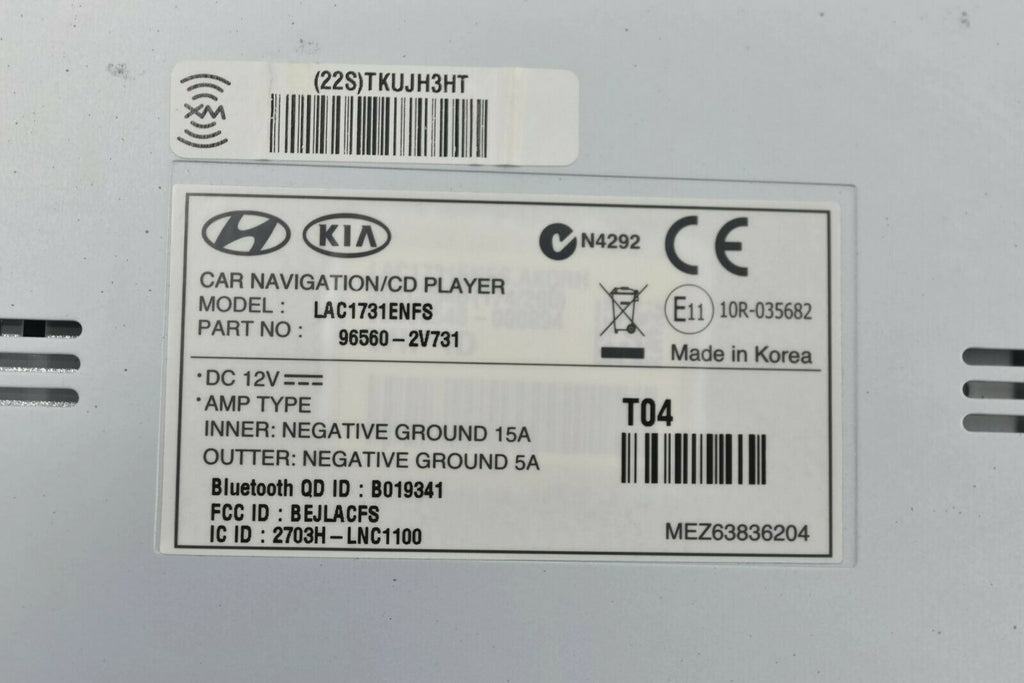 (22S)TKUJH3HT
XM
KIA
N4292
CE
CAR NAVIGATION/CD PLAYER
MODEL : LAC1731ENFS
PART NO : 96560-2V731
E11 10R-035682
Made in Korea
•DC 12V
•AMP TYPE
INNER: NEGATIVE GROUND 15A
OUTTER: NEGATIVE GROUND 5A
T04
Bluetooth QD ID : B019341
FCC ID : BEJLACFS
IC ID : 2703H-LNC1100
MEZ63836204